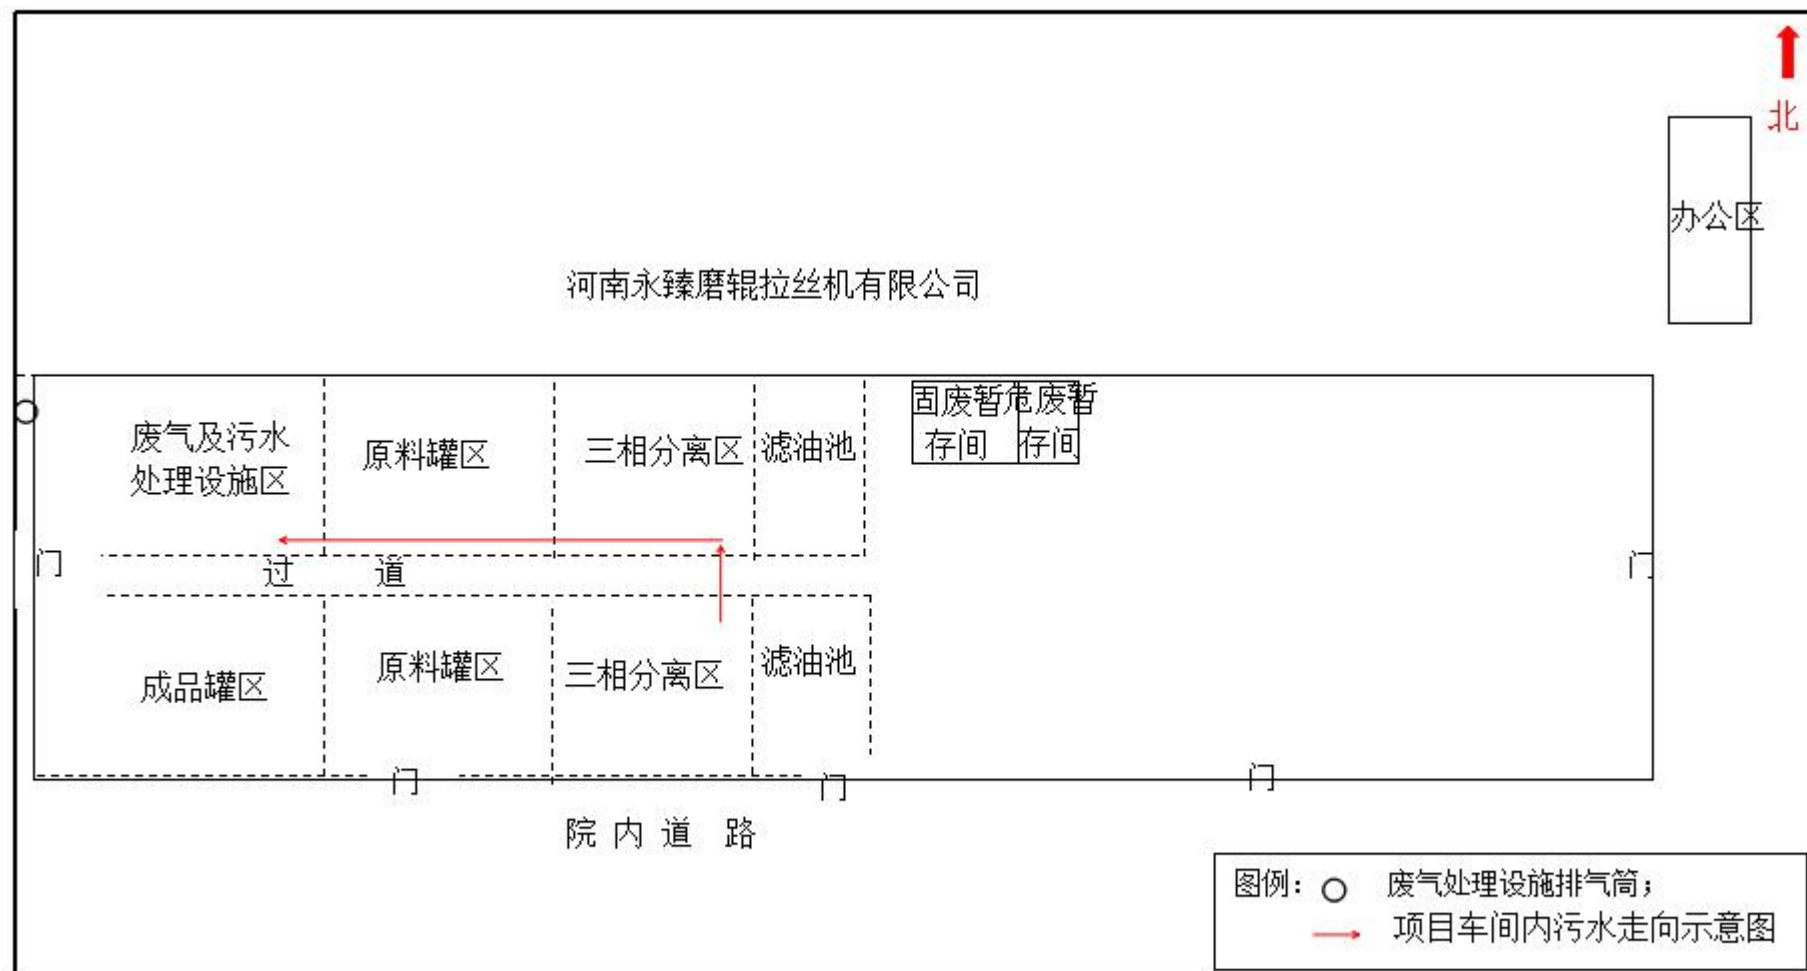 北
办公区
河南永臻磨辊拉丝机有限公司
废气及污水
处理设施区
原料罐区
三相分离区
滤油池
固废暂
存间
危废暂
存间
门
过 道
门
成品罐区
原料罐区
三相分离区
滤油池
门
门
门
院 内 道 路
图例：
废气处理设施排气筒；
项目车间内污水走向示意图